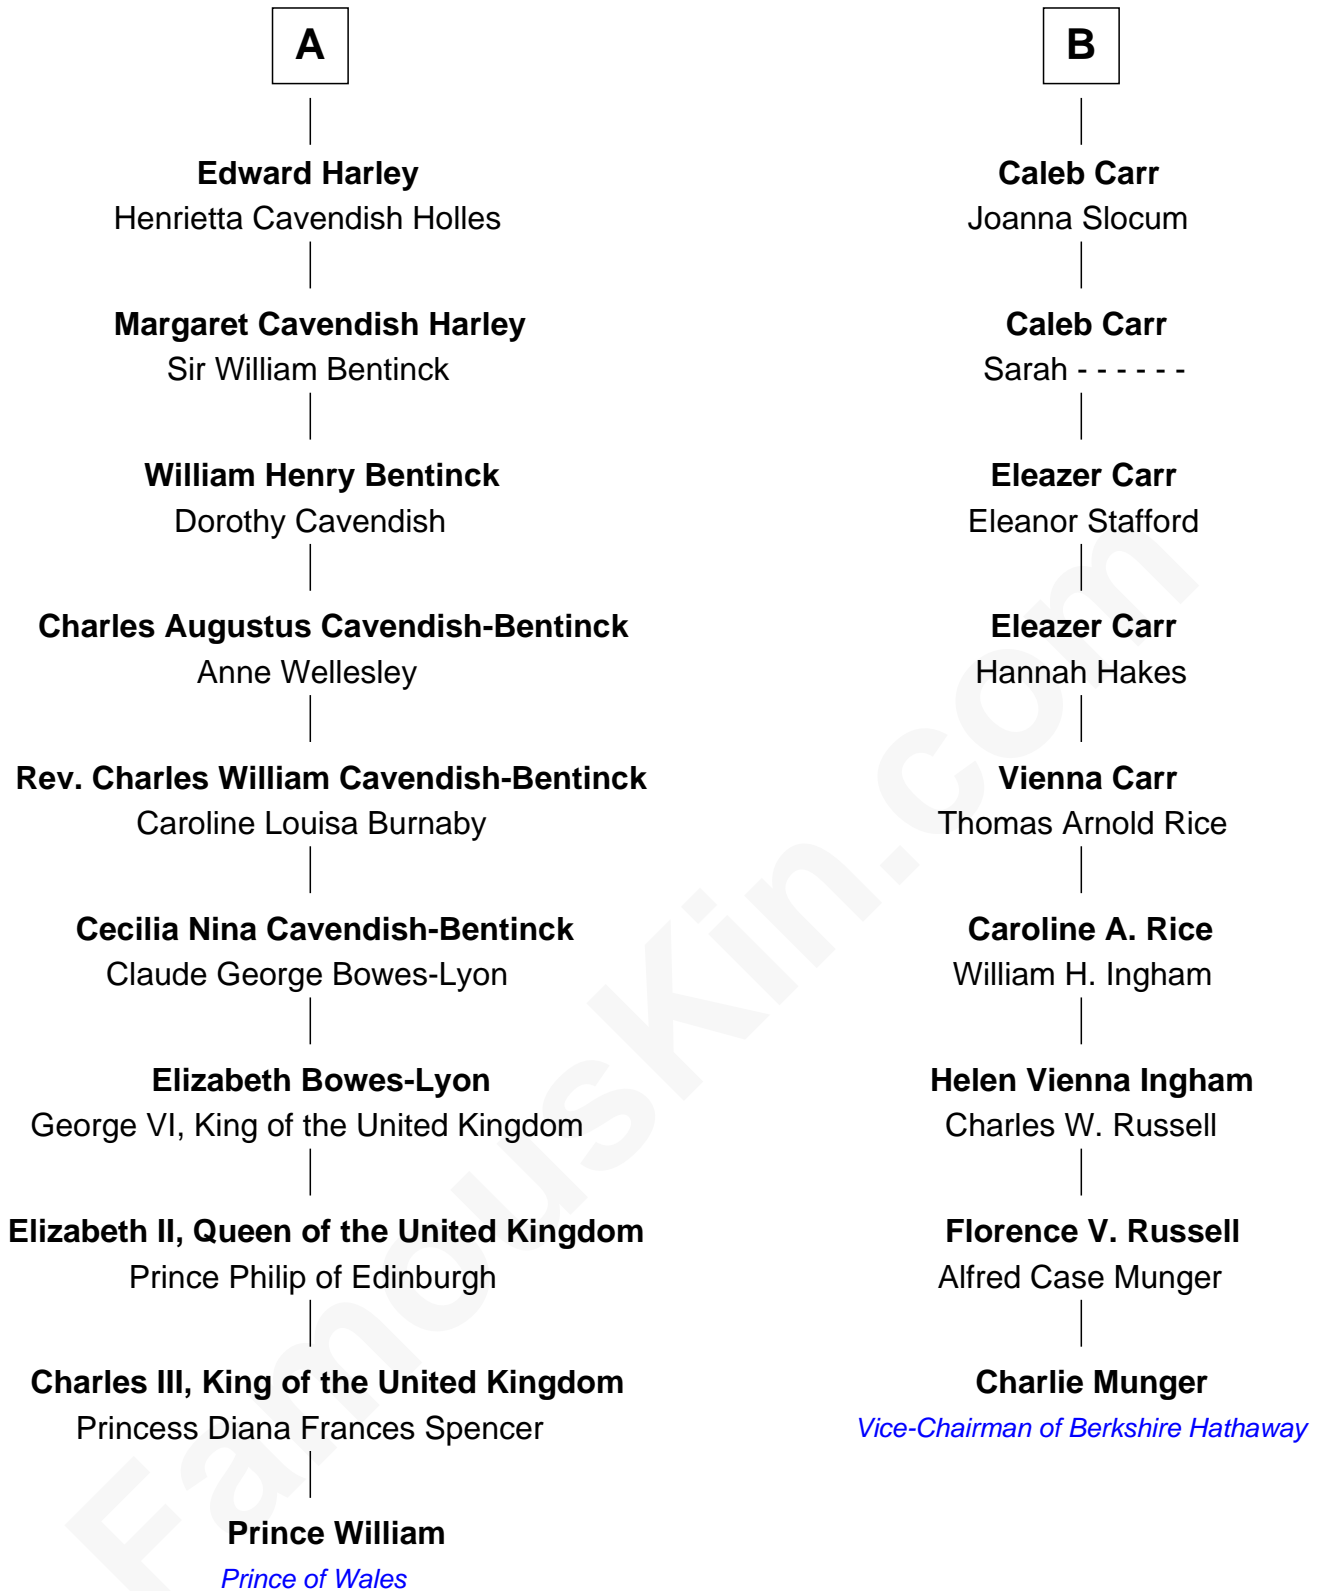 A
Edward Harley
Henrietta Cavendish Holles
Margaret Cavendish Harley
Sir William Bentinck
William Henry Bentinck
Dorothy Cavendish
Charles Augustus Cavendish-Bentinck
Anne Wellesley
Rev. Charles William Cavendish-Bentinck
Caroline Louisa Burnaby
Cecilia Nina Cavendish-Bentinck
Claude George Bowes-Lyon
Elizabeth Bowes-Lyon
George VI, King of the United Kingdom
Elizabeth II, Queen of the United Kingdom
Prince Philip of Edinburgh
Charles III, King of the United Kingdom
Princess Diana Frances Spencer
Prince William
Prince of Wales
B
Caleb Carr
Joanna Slocum
Caleb Carr
Sarah - - - - - -
Eleazer Carr
Eleanor Stafford
Eleazer Carr
Hannah Hakes
Vienna Carr
Thomas Arnold Rice
Caroline A. Rice
William H. Ingham
Helen Vienna Ingham
Charles W. Russell
Florence V. Russell
Alfred Case Munger
Charlie Munger
Vice-Chairman of Berkshire Hathaway
FamousKin.com